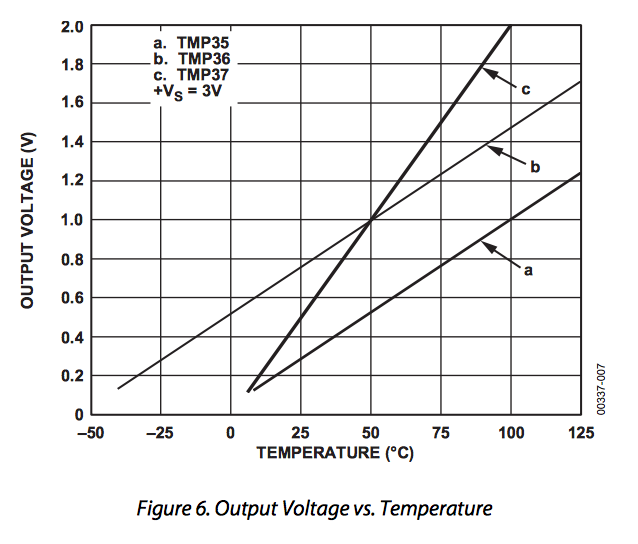 2.0
1.8
1.6
1.4
1.2
1.0
0.8
0.6
0.4
0.2
0
OUTPUT VOLTAGE (V)
a. TMP35
b. TMP36
c. TMP37
+VS = 3V
c
b
a
–50 –25 0 25 50 75 100 125
TEMPERATURE (°C)
00337-007
Figure 6. Output Voltage vs. Temperature